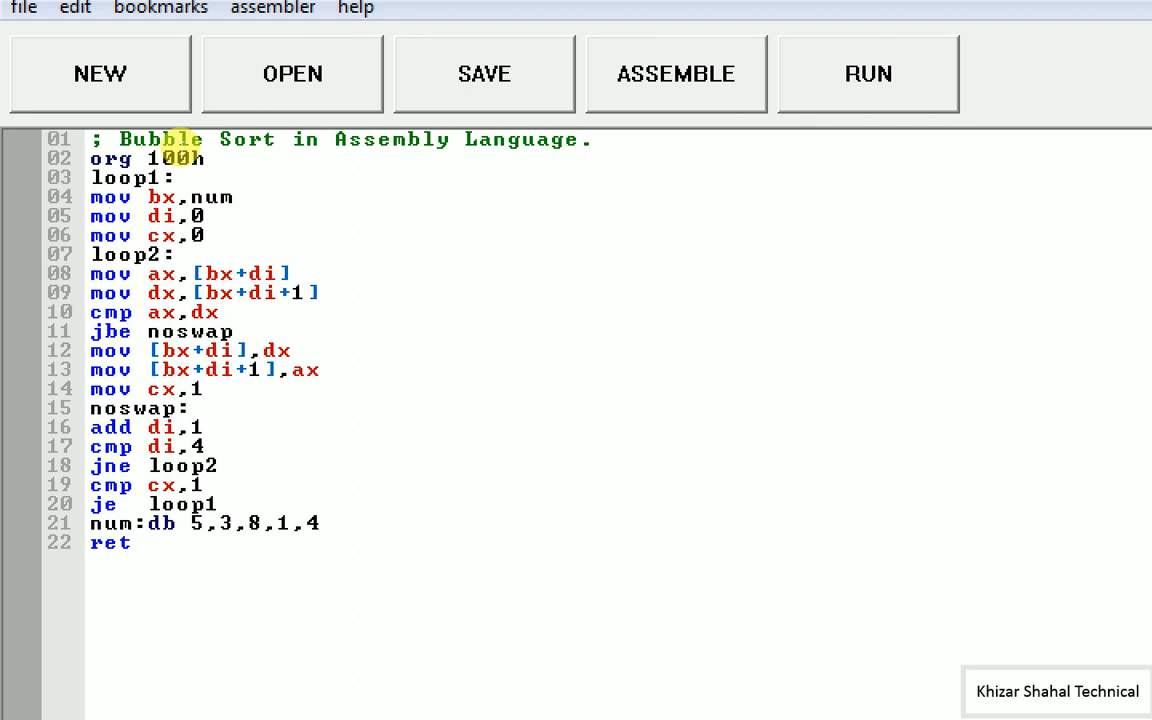 file edit bookmarks assembler help
NEW OPEN SAVE ASSEMBLE RUN
01 ; Bubble Sort in Assembly Language.
02 org 100h
03 loop1:
04 mov bx,num
05 mov di,0
06 mov cx,0
07 loop2:
08 mov ax,[bx+di]
09 mov dx,[bx+di+1]
10 cmp ax,dx
11 jbe noswap
12 mov [bx+di],dx
13 mov [bx+di+1],ax
14 mov cx,1
15 noswap:
16 add di,1
17 cmp di,4
18 jne loop2
19 cmp cx,1
20 je  loop1
21 num:db 5,3,8,1,4
22 ret
Khizar Shahal Technical